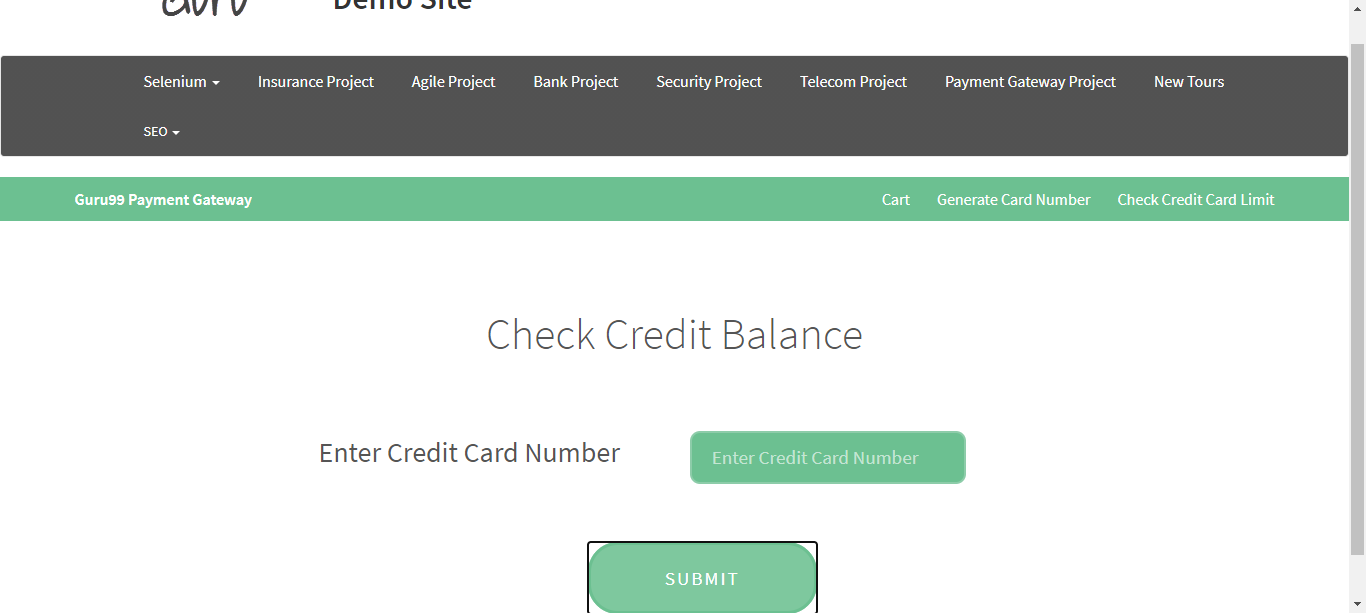 Guru Demo Site
Selenium Insurance Project Agile Project Bank Project Security Project Telecom Project Payment Gateway Project New Tours
SEO
Guru99 Payment Gateway Cart Generate Card Number Check Credit Card Limit
Check Credit Balance
Enter Credit Card Number Enter Credit Card Number
SUBMIT